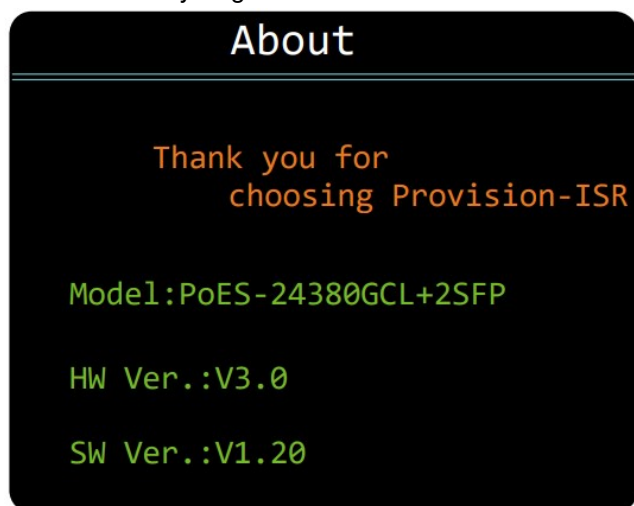 About
Thank you for
choosing Provision-ISR
Model:PoES-24380GCL+2SFP
HW Ver.:V3.0
SW Ver.:V1.20